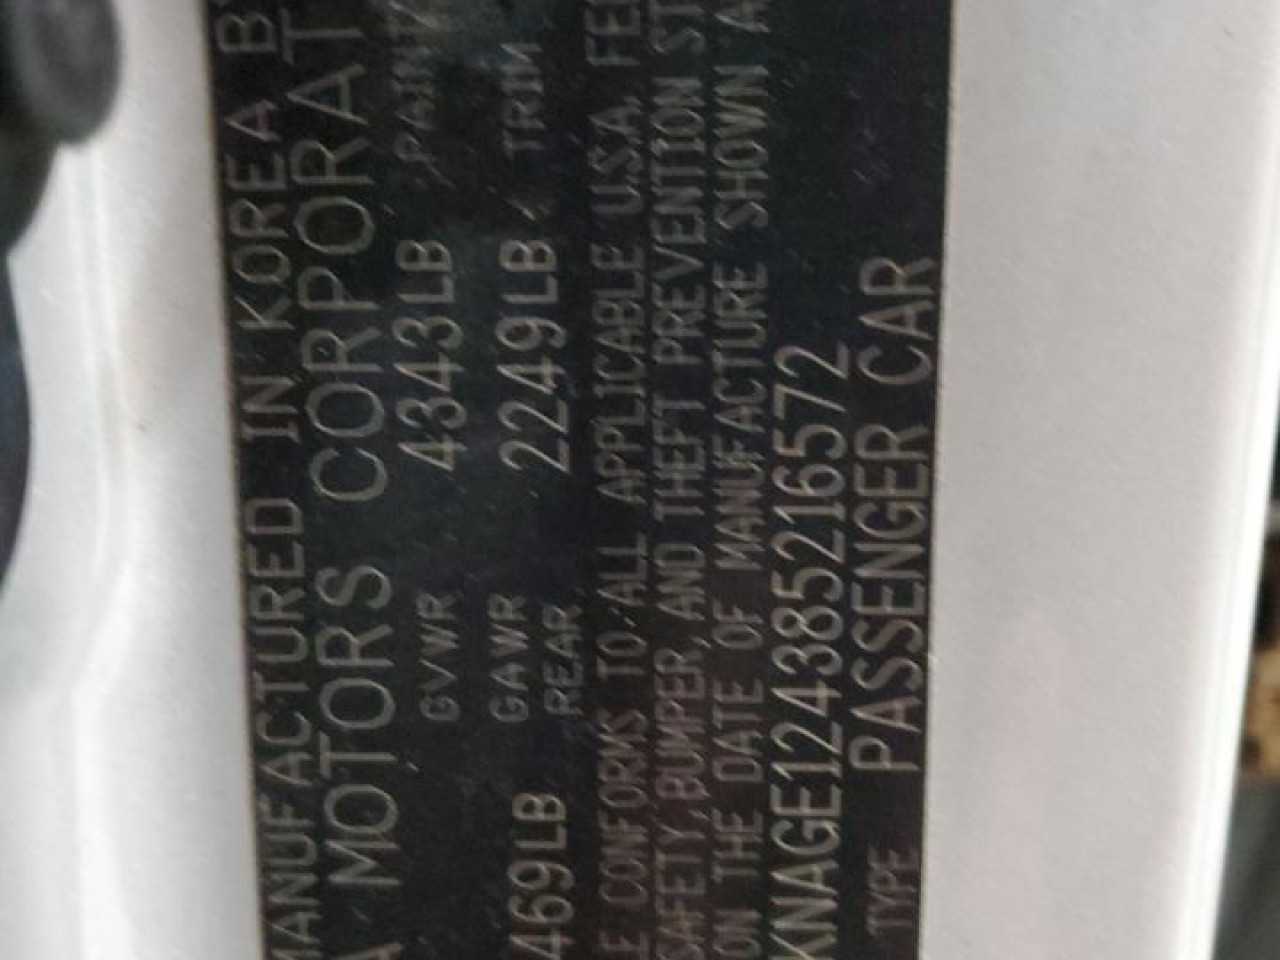 MANUFACTURED IN KOREA B
A MOTORS CORPORAT
GVWR 4343LB PAINT
469LB GAWR REAR 2249LB TRIM
E CONFORMS TO ALL APPLICABLE U.S.A. FE
SAFETY, BUMPER, AND THEFT PREVENTION ST
ON THE DATE OF MANUFACTURE SHOWN A
KNAGE124385216572
TYPE PASSENGER CAR